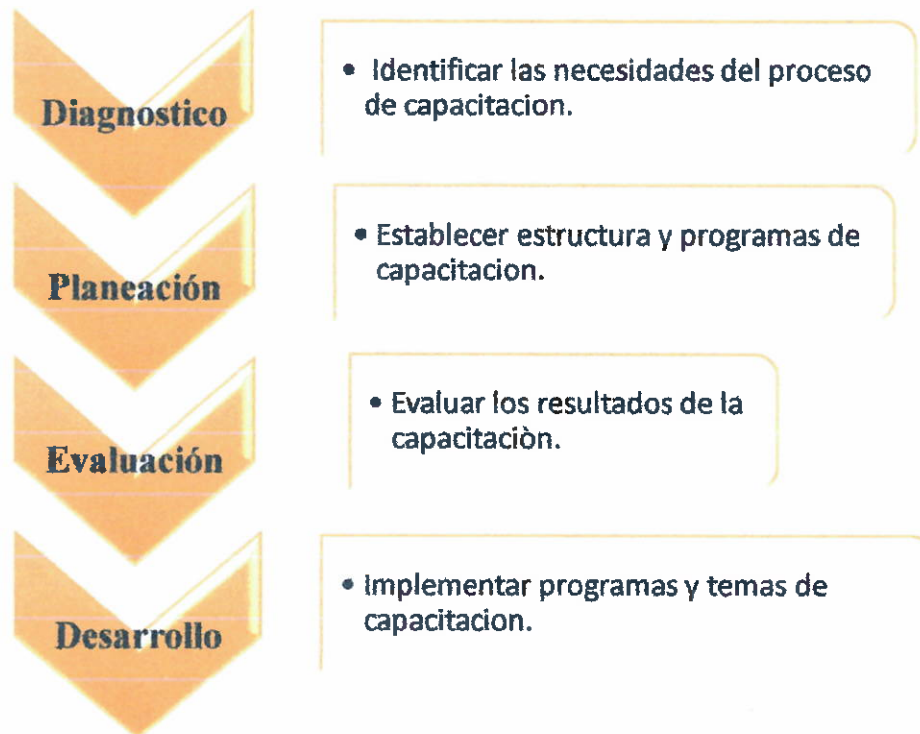 Diagnostico
• Identificar las necesidades del proceso
de capacitacion.
Planeación
• Establecer estructura y programas de
capacitacion.
Evaluación
• Evaluar los resultados de la
capacitaciòn.
Desarrollo
• Implementar programas y temas de
capacitacion.